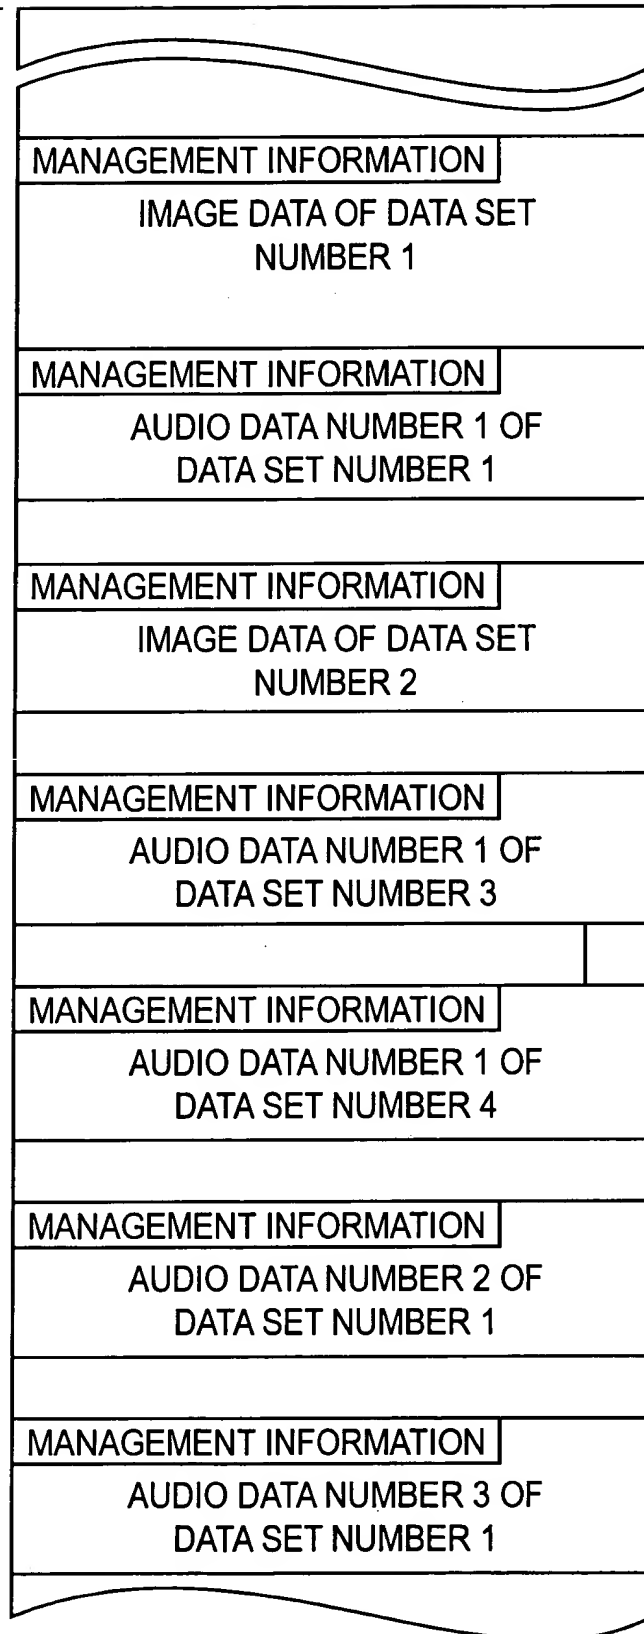 MANAGEMENT INFORMATION
IMAGE DATA OF DATA SET
NUMBER 1
MANAGEMENT INFORMATION
AUDIO DATA NUMBER 1 OF
DATA SET NUMBER 1
MANAGEMENT INFORMATION
IMAGE DATA OF DATA SET
NUMBER 2
MANAGEMENT INFORMATION
AUDIO DATA NUMBER 1 OF
DATA SET NUMBER 3
MANAGEMENT INFORMATION
AUDIO DATA NUMBER 1 OF
DATA SET NUMBER 4
MANAGEMENT INFORMATION
AUDIO DATA NUMBER 2 OF
DATA SET NUMBER 1
MANAGEMENT INFORMATION
AUDIO DATA NUMBER 3 OF
DATA SET NUMBER 1